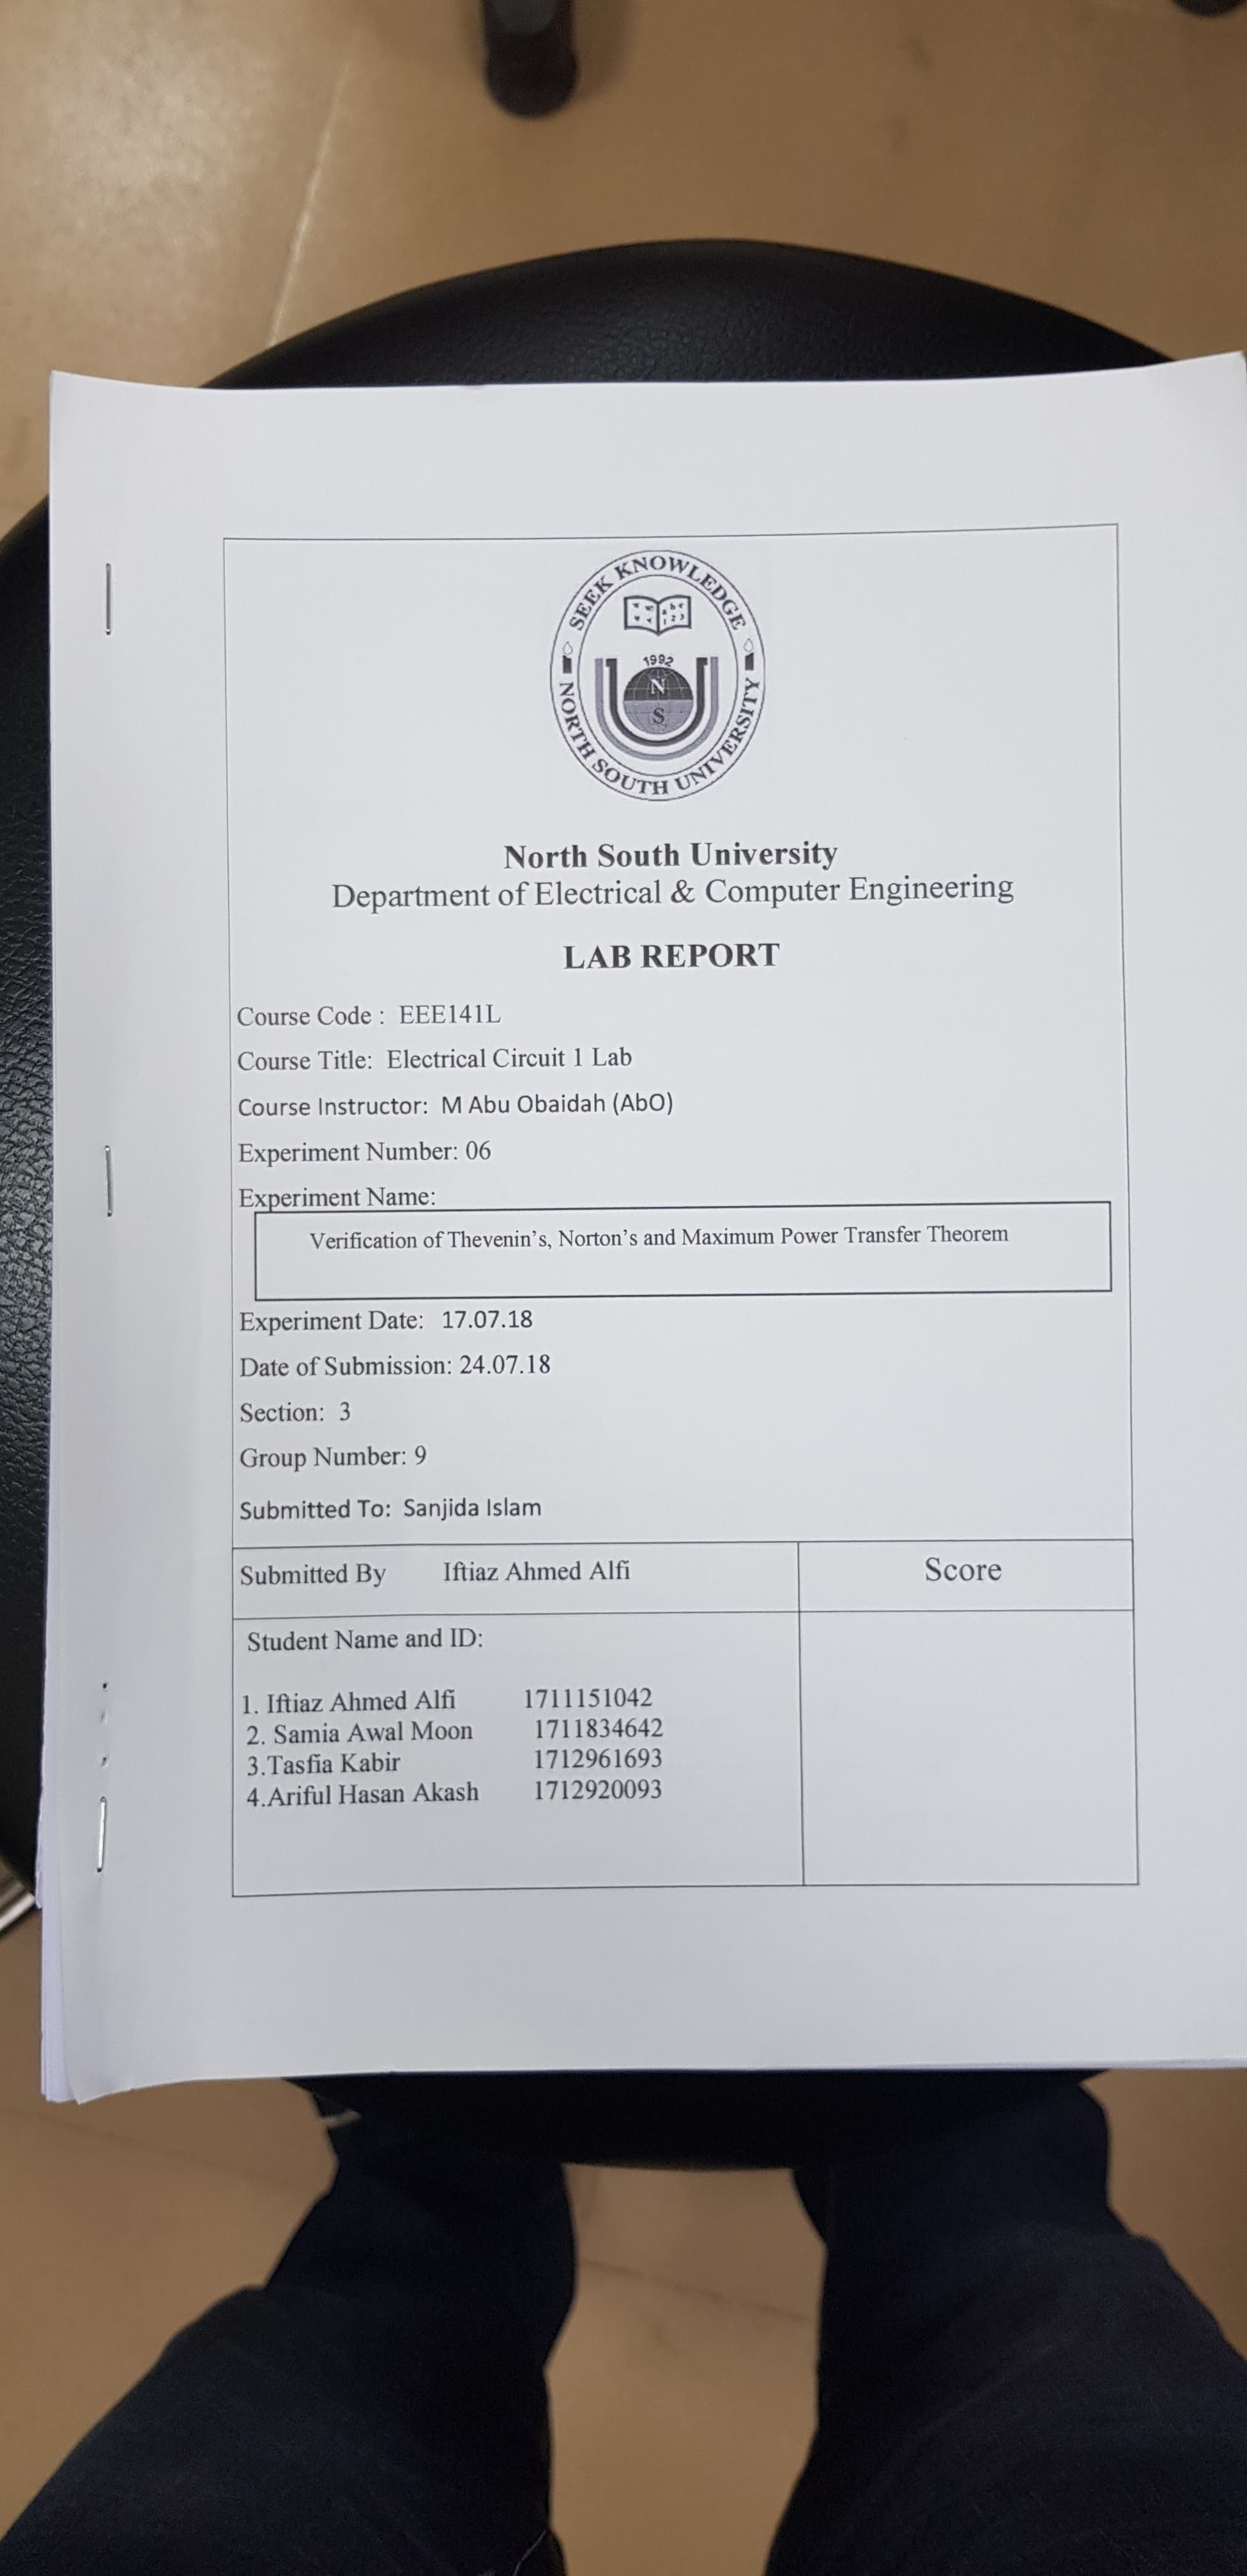 SEEK KNOWLEDGE
1992
N
S
NORTH SOUTH UNIVERSITY
North South University
Department of Electrical & Computer Engineering
LAB REPORT
Course Code : EEE141L
Course Title: Electrical Circuit 1 Lab
Course Instructor: M Abu Obaidah (AbO)
Experiment Number: 06
Experiment Name:
Verification of Thevenin's, Norton's and Maximum Power Transfer Theorem
Experiment Date: 17.07.18
Date of Submission: 24.07.18
Section: 3
Group Number: 9
Submitted To: Sanjida Islam
Submitted By Iftiaz Ahmed Alfi Score
Student Name and ID:
1. Iftiaz Ahmed Alfi 1711151042
2. Samia Awal Moon 1711834642
3.Tasfia Kabir 1712961693
4.Ariful Hasan Akash 1712920093